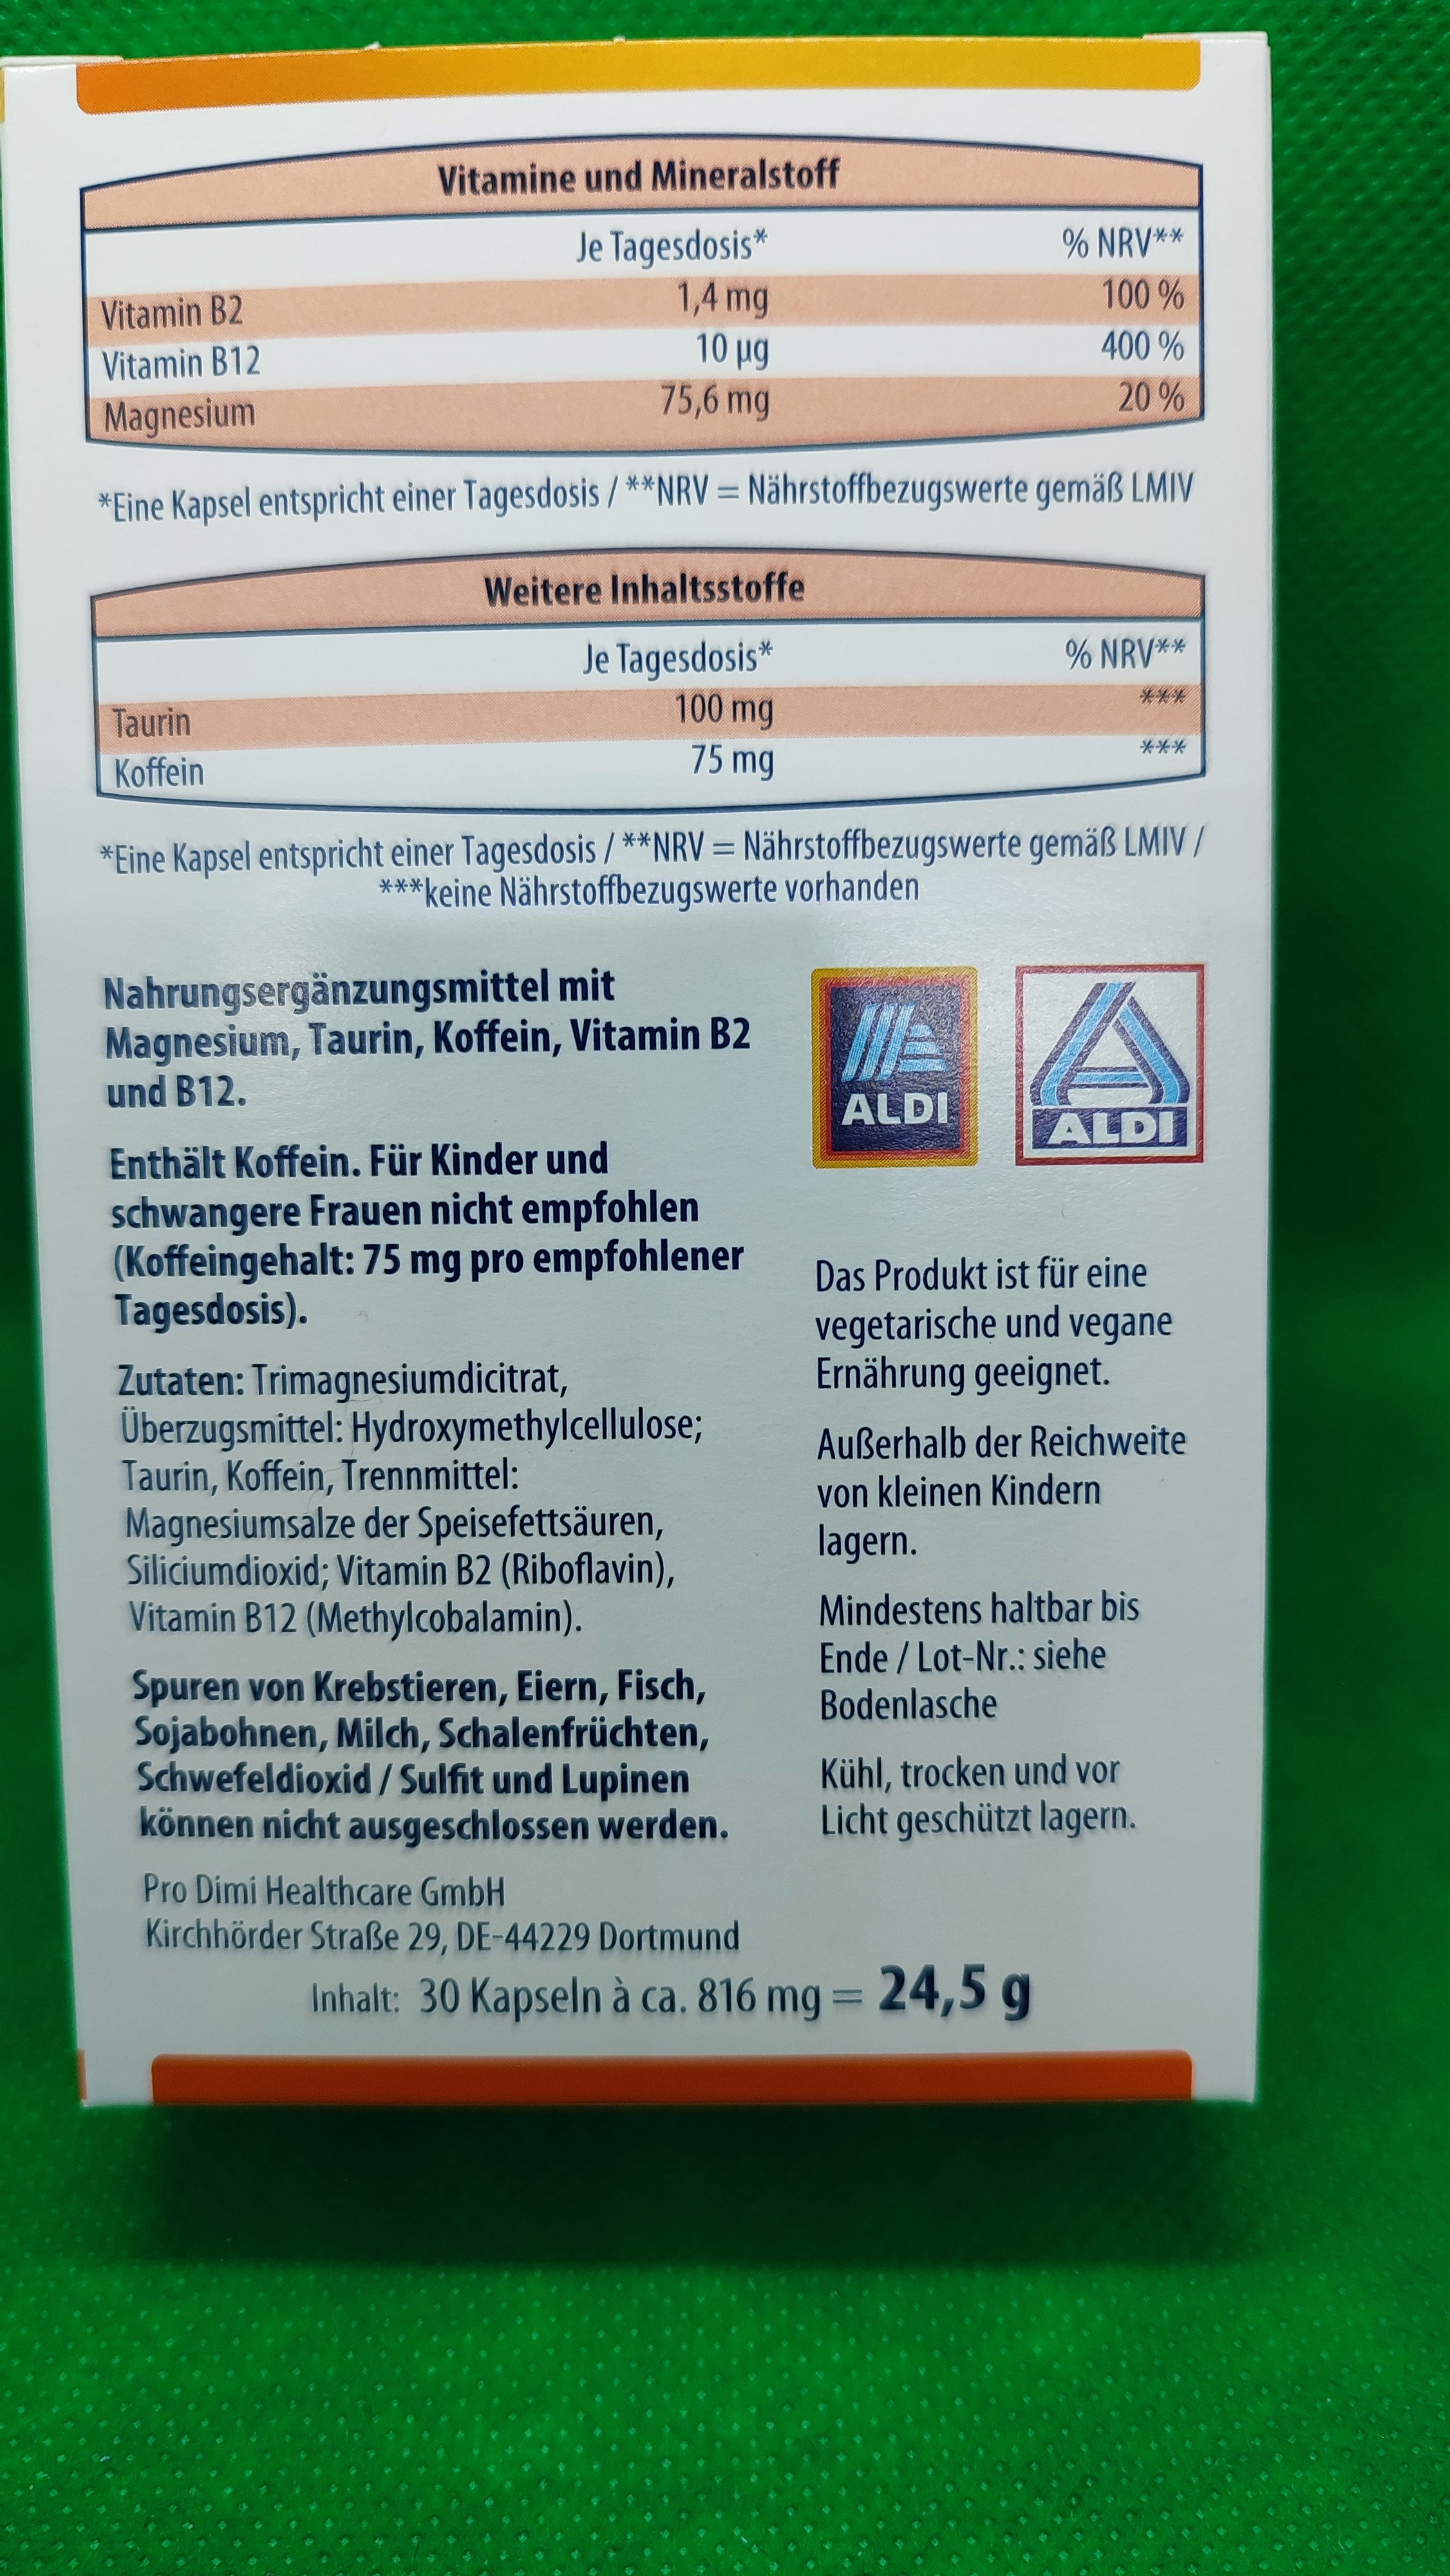 Vitamine und Mineralstoff
Je Tagesdosis* % NRV**
Vitamin B2 1,4 mg 100 %
Vitamin B12 10 µg 400 %
Magnesium 75,6 mg 20 %
*Eine Kapsel entspricht einer Tagesdosis / **NRV = Nährstoffbezugswerte gemäß LMIV
Weitere Inhaltsstoffe
Je Tagesdosis* % NRV**
Taurin 100 mg ***
Koffein 75 mg ***
*Eine Kapsel entspricht einer Tagesdosis / **NRV = Nährstoffbezugswerte gemäß LMIV /
***keine Nährstoffbezugswerte vorhanden
Nahrungsergänzungsmittel mit
Magnesium, Taurin, Koffein, Vitamin B2
und B12.
Enthält Koffein. Für Kinder und
schwangere Frauen nicht empfohlen
(Koffeingehalt: 75 mg pro empfohlener
Tagesdosis).
Zutaten: Trimagnesiumdicitrat,
Überzugsmittel: Hydroxymethylcellulose;
Taurin, Koffein, Trennmittel:
Magnesiumsalze der Speisefettsäuren,
Siliciumdioxid; Vitamin B2 (Riboflavin),
Vitamin B12 (Methylcobalamin).
Spuren von Krebstieren, Eiern, Fisch,
Sojabohnen, Milch, Schalenfrüchten,
Schwefeldioxid / Sulfit und Lupinen
können nicht ausgeschlossen werden.
ALDI
ALDI
Das Produkt ist für eine
vegetarische und vegane
Ernährung geeignet.
Außerhalb der Reichweite
von kleinen Kindern
lagern.
Mindestens haltbar bis
Ende / Lot-Nr.: siehe
Bodenlasche
Kühl, trocken und vor
Licht geschützt lagern.
Pro Dimi Healthcare GmbH
Kirchhörder Straße 29, DE-44229 Dortmund
Inhalt: 30 Kapseln à ca. 816 mg = 24,5 g